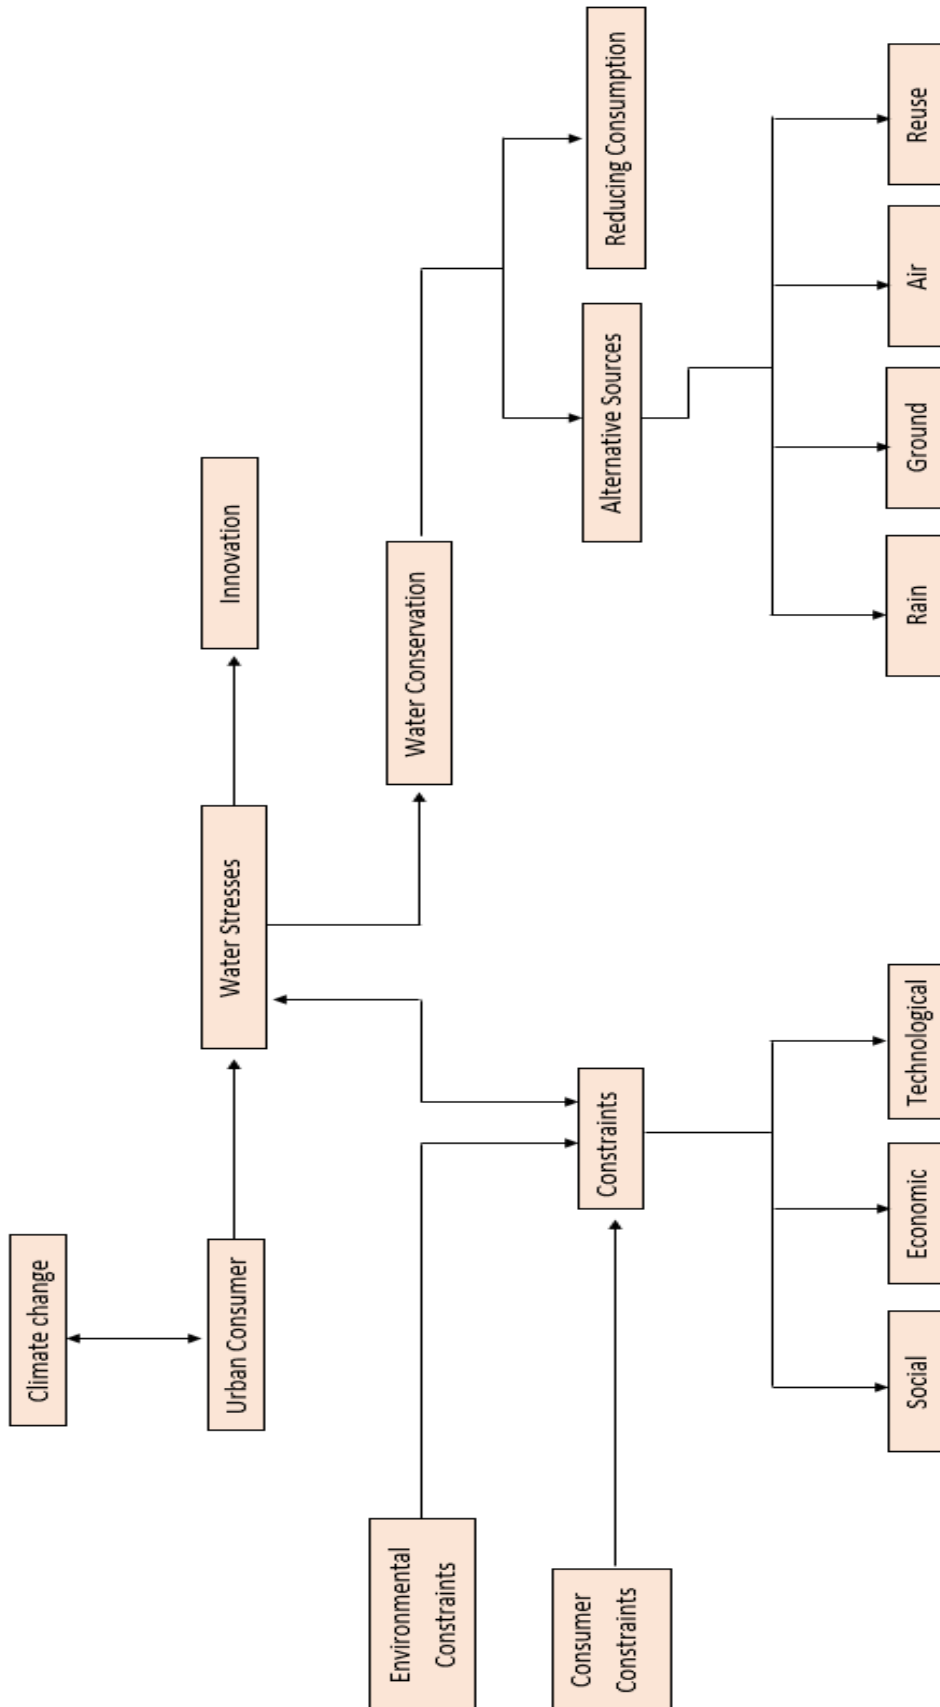 Climate change
Urban Consumer
Water Stresses
Innovation
Environmental
Constraints
Water Conservation
Consumer
Constraints
Constraints
Alternative Sources
Reducing Consumption
Social
Economic
Technological
Rain
Ground
Air
Reuse